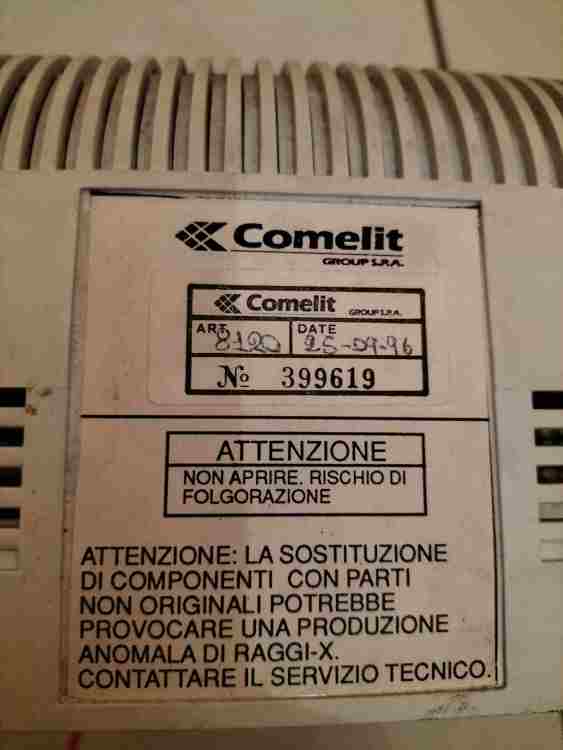 Comelit
GROUP S.P.A.
Comelit GROUP S.P.A.
ART. 8120 DATE 25-09-96
No 399619
ATTENZIONE
NON APRIRE. RISCHIO DI
FOLGORAZIONE
ATTENZIONE: LA SOSTITUZIONE
DI COMPONENTI CON PARTI
NON ORIGINALI POTREBBE
PROVOCARE UNA PRODUZIONE
ANOMALA DI RAGGI-X.
CONTATTARE IL SERVIZIO TECNICO.